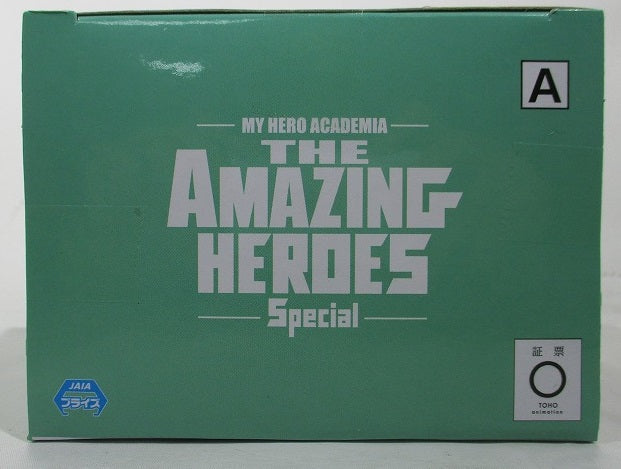 A
MY HERO ACADEMIA
THE
AMAZING
HEROES
Special
JAIA
プライズ
証票
TOHO
animation